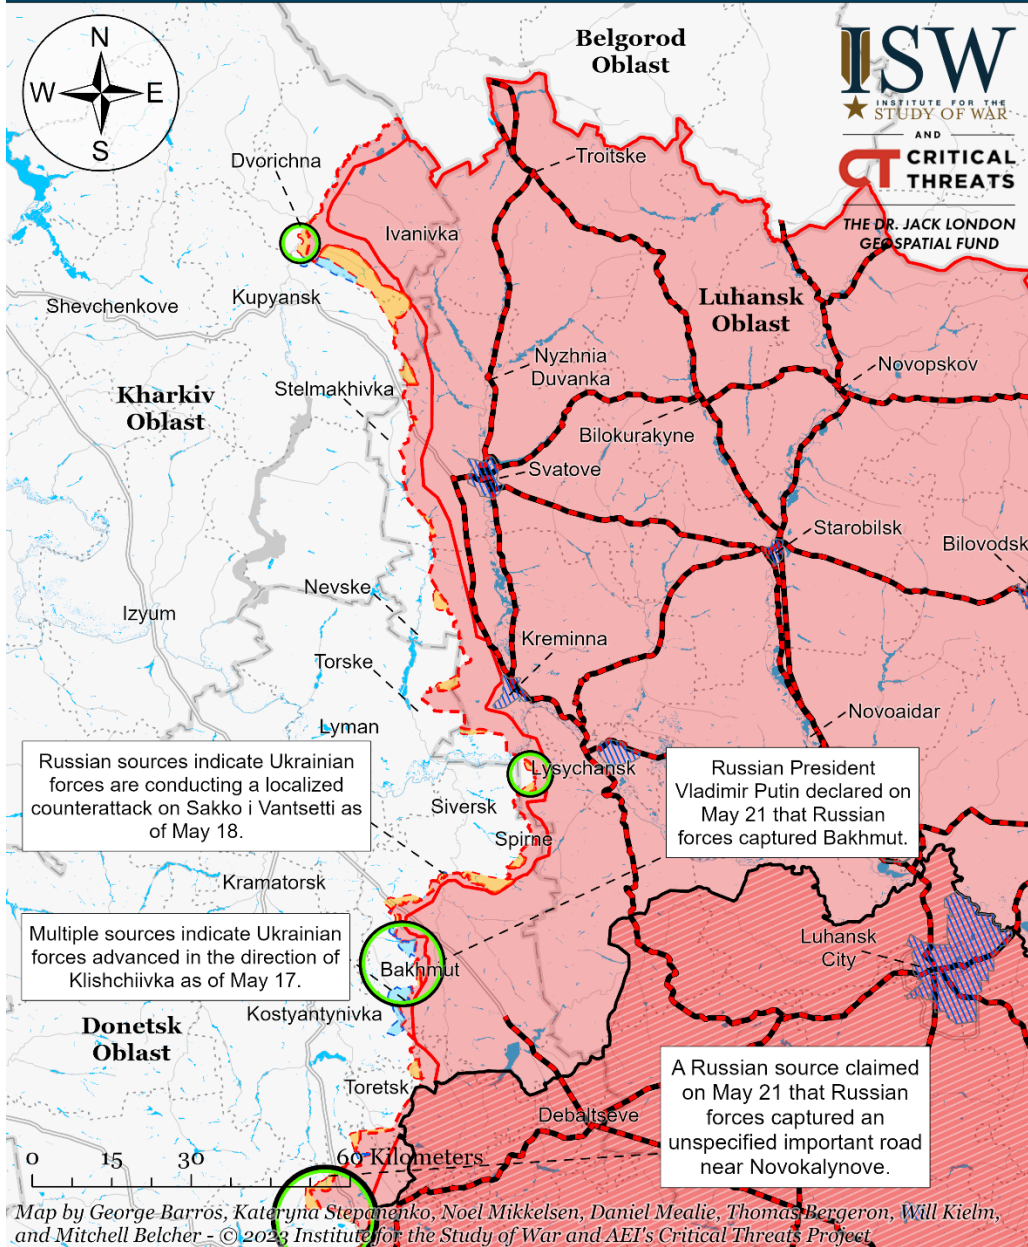 N
W
E
S
Belgorod
Oblast
ISW
INSTITUTE FOR THE
STUDY OF WAR
AND
CT CRITICAL
THREATS
THE DR. JACK LONDON
GEOSPATIAL FUND
Dvorichna
Troitske
Ivanivka
Shevchenkove
Kupyansk
Luhansk
Oblast
Nyzhnia
Duvanka
Novopskov
Kharkiv
Oblast
Stelmakhivka
Bilokurakyne
Svatove
Starobilsk
Bilovodsk
Nevske
Izyum
Kreminna
Torske
Novoaidar
Lyman
Russian sources indicate Ukrainian
forces are conducting a localized
counterattack on Sakko i Vantsetti as
of May 18.
Lysychansk
Russian President
Vladimir Putin declared on
May 21 that Russian
forces captured Bakhmut.
Siversk
Spirne
Kramatorsk
Multiple sources indicate Ukrainian
forces advanced in the direction of
Klishchiivka as of May 17.
Luhansk
City
Bakhmut
Kostyantynivka
Donetsk
Oblast
Toretsk
Debaltseve
A Russian source claimed
on May 21 that Russian
forces captured an
unspecified important road
near Novokalynove.
0 15 30 60 Kilometers
Map by George Barros, Kateryna Stepanenko, Noel Mikkelsen, Daniel Mealie, Thomas Bergeron, Will Kielm,
and Mitchell Belcher - © 2023 Institute for the Study of War and AEI's Critical Threats Project